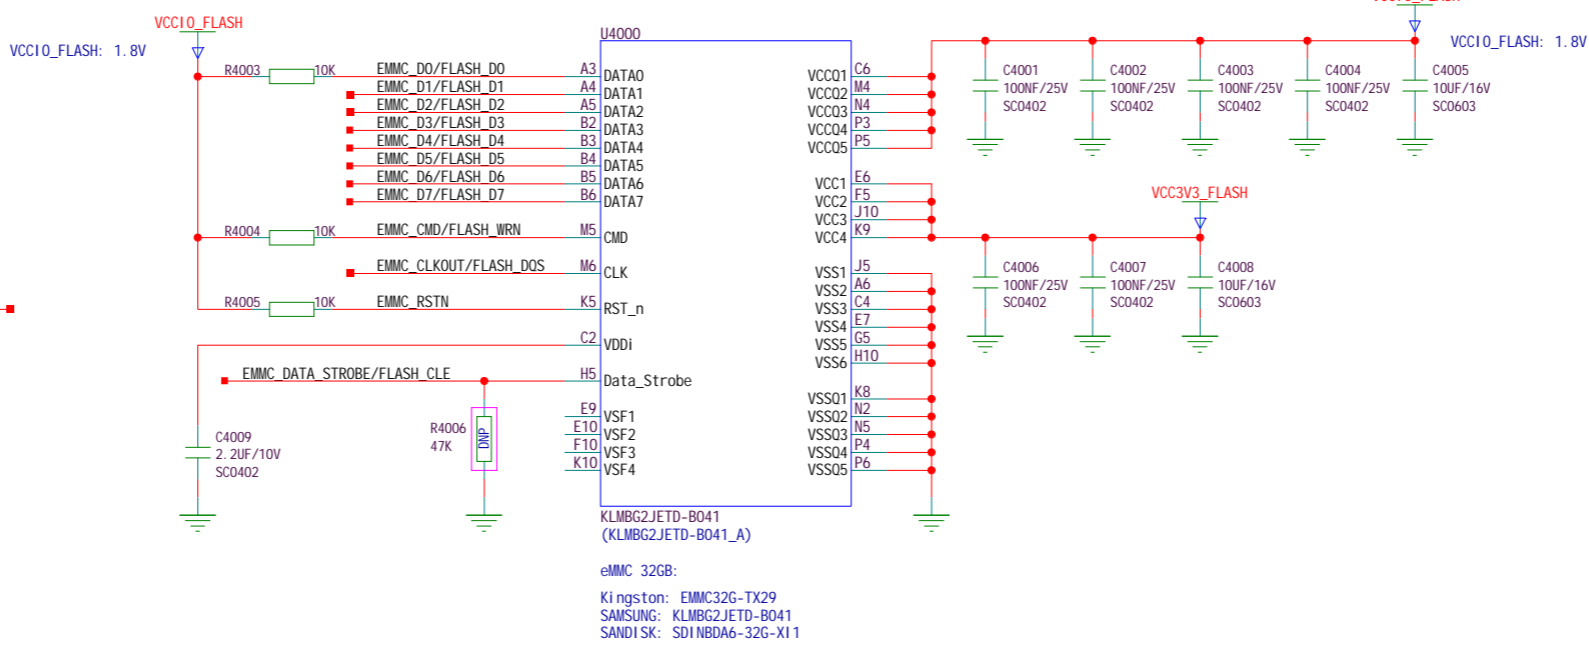 VCCIO_FLASH
VCCIO_FLASH: 1.8V
R4003 10K EMMC_D0/FLASH_D0 A3 DATA0
EMMC_D1/FLASH_D1 A4 DATA1
EMMC_D2/FLASH_D2 A5 DATA2
EMMC_D3/FLASH_D3 B2 DATA3
EMMC_D4/FLASH_D4 B3 DATA4
EMMC_D5/FLASH_D5 B4 DATA5
EMMC_D6/FLASH_D6 B5 DATA6
EMMC_D7/FLASH_D7 B6 DATA7
R4004 10K EMMC_CMD/FLASH_WRN M5 CMD
EMMC_CLKOUT/FLASH_DQS M6 CLK
R4005 10K EMMC_RSTN K5 RST_n
C2 VDDi
EMMC_DATA_STROBE/FLASH_CLE H5 Data_Strobe
E9 VSF1
E10 VSF2
F10 VSF3
K10 VSF4
R4006
47K
DNP
C4009
2.2UF/10V
SC0402
U4000
VCCQ1 C6
VCCQ2 M4
VCCQ3 N4
VCCQ4 P3
VCCQ5 P5
VCC1 E6
VCC2 F5
VCC3 J10
VCC4 K9
VSS1 J5
VSS2 A6
VSS3 C4
VSS4 E7
VSS5 G5
VSS6 H10
VSSQ1 K8
VSSQ2 N2
VSSQ3 N5
VSSQ4 P4
VSSQ5 P6
KLMBG2JETD-B041
(KLMBG2JETD-B041_A)
eMMC 32GB:
Kingston: EMMC32G-TX29
SAMSUNG: KLMBG2JETD-B041
SANDISK: SDINBDA6-32G-XI1
VCCIO_FLASH: 1.8V
C4001
100NF/25V
SC0402
C4002
100NF/25V
SC0402
C4003
100NF/25V
SC0402
C4004
100NF/25V
SC0402
C4005
10UF/16V
SC0603
VCC3V3_FLASH
C4006
100NF/25V
SC0402
C4007
100NF/25V
SC0402
C4008
10UF/16V
SC0603